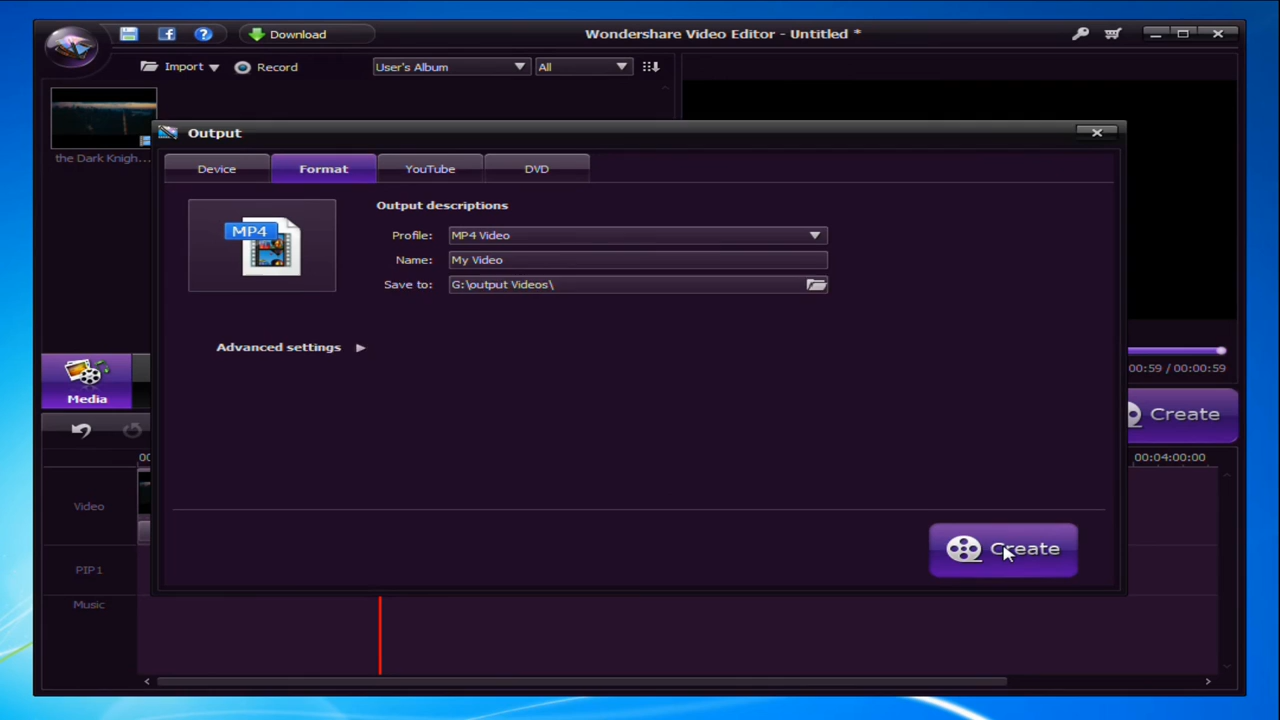 Download
Wondershare Video Editor - Untitled *
Import
Record
User's Album
All
the Dark Knigh...
Output
Device
Format
YouTube
DVD
MP4
Output descriptions
Profile: MP4 Video
Name: My Video
Save to: G:\output Videos\
Advanced settings
00:59 / 00:00:59
Media
Create
00
00:04:00:00
Video
Create
PIP1
Music